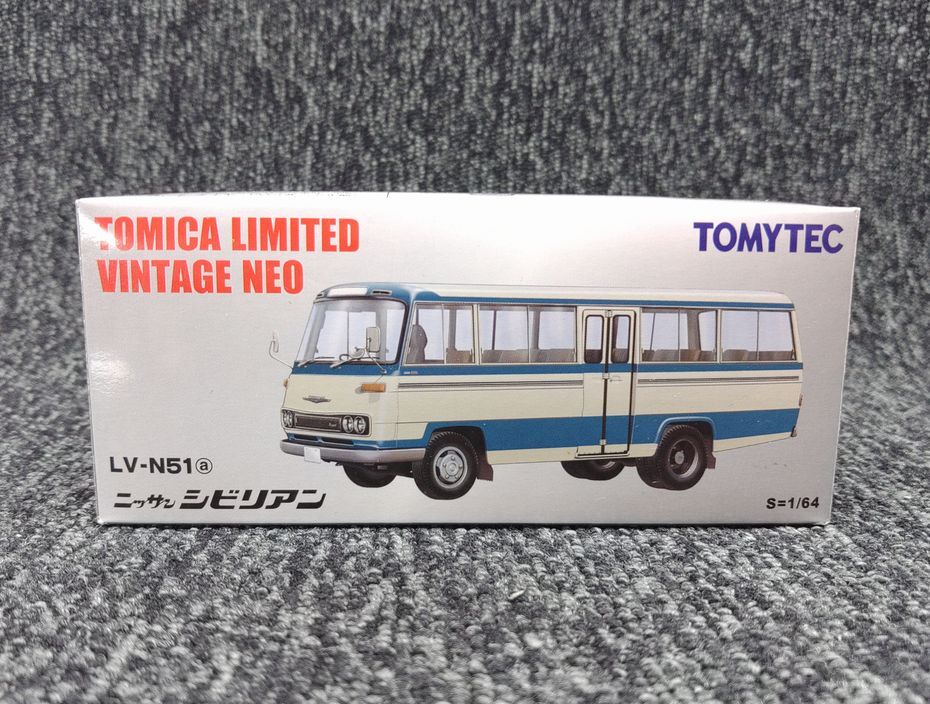 TOMICA LIMITED
VINTAGE NEO
TOMYTEC
LV-N51ⓐ
ニッサン シビリアン
S=1/64